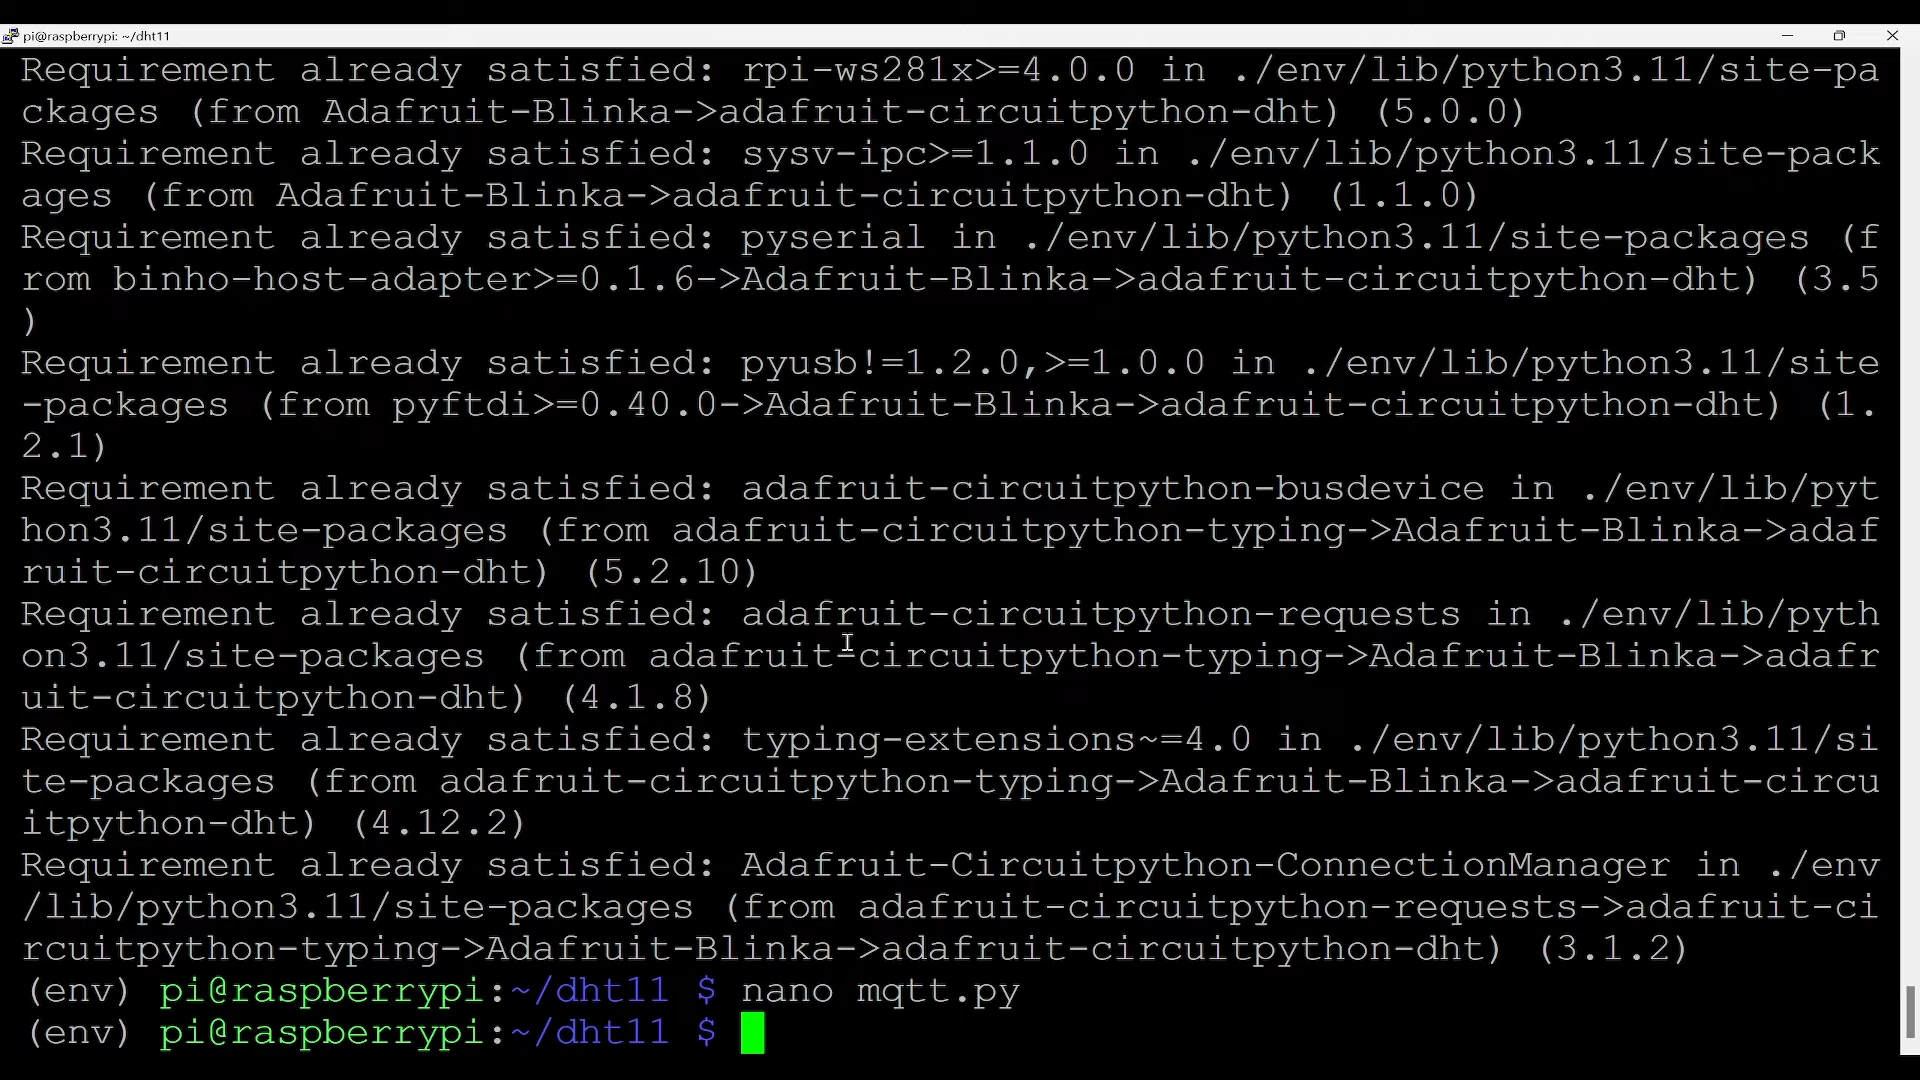 pi@raspberrypi: ~/dht11
Requirement already satisfied: rpi-ws281x>=4.0.0 in ./env/lib/python3.11/site-pa
ckages (from Adafruit-Blinka->adafruit-circuitpython-dht) (5.0.0)
Requirement already satisfied: sysv-ipc>=1.1.0 in ./env/lib/python3.11/site-pack
ages (from Adafruit-Blinka->adafruit-circuitpython-dht) (1.1.0)
Requirement already satisfied: pyserial in ./env/lib/python3.11/site-packages (f
rom binho-host-adapter>=0.1.6->Adafruit-Blinka->adafruit-circuitpython-dht) (3.5
)
Requirement already satisfied: pyusb!=1.2.0,>=1.0.0 in ./env/lib/python3.11/site
-packages (from pyftdi>=0.40.0->Adafruit-Blinka->adafruit-circuitpython-dht) (1.
2.1)
Requirement already satisfied: adafruit-circuitpython-busdevice in ./env/lib/pyt
hon3.11/site-packages (from adafruit-circuitpython-typing->Adafruit-Blinka->adaf
ruit-circuitpython-dht) (5.2.10)
Requirement already satisfied: adafruit-circuitpython-requests in ./env/lib/pyth
on3.11/site-packages (from adafruit-circuitpython-typing->Adafruit-Blinka->adafr
uit-circuitpython-dht) (4.1.8)
Requirement already satisfied: typing-extensions~=4.0 in ./env/lib/python3.11/si
te-packages (from adafruit-circuitpython-typing->Adafruit-Blinka->adafruit-circu
itpython-dht) (4.12.2)
Requirement already satisfied: Adafruit-Circuitpython-ConnectionManager in ./env
/lib/python3.11/site-packages (from adafruit-circuitpython-requests->adafruit-ci
rcuitpython-typing->Adafruit-Blinka->adafruit-circuitpython-dht) (3.1.2)
(env) pi@raspberrypi:~/dht11 $ nano mqtt.py
(env) pi@raspberrypi:~/dht11 $